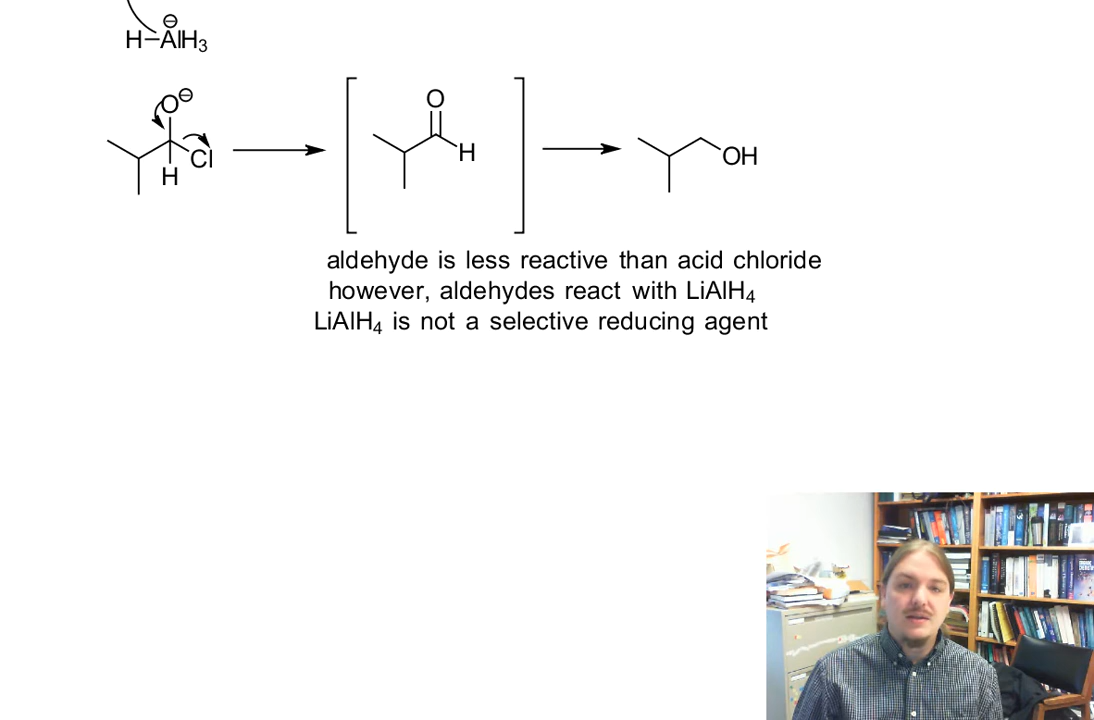 H–AlH₃ ⊖
O⊖
Cl
H
O
H
OH
aldehyde is less reactive than acid chloride
however, aldehydes react with LiAlH₄
LiAlH₄ is not a selective reducing agent